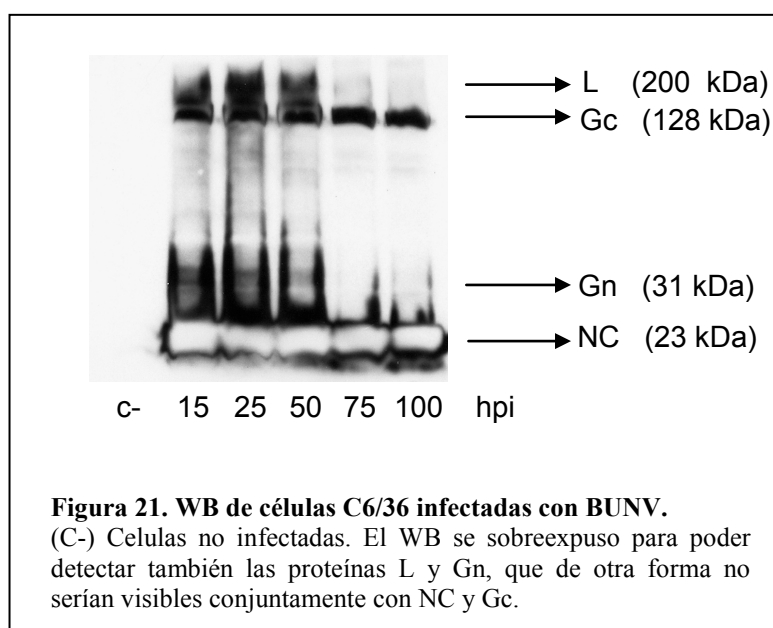 L (200 kDa)
Gc (128 kDa)
Gn (31 kDa)
NC (23 kDa)
c- 15 25 50 75 100 hpi
Figura 21. WB de células C6/36 infectadas con BUNV.
(C-) Celulas no infectadas. El WB se sobreexpuso para poder
detectar también las proteínas L y Gn, que de otra forma no
serían visibles conjuntamente con NC y Gc.